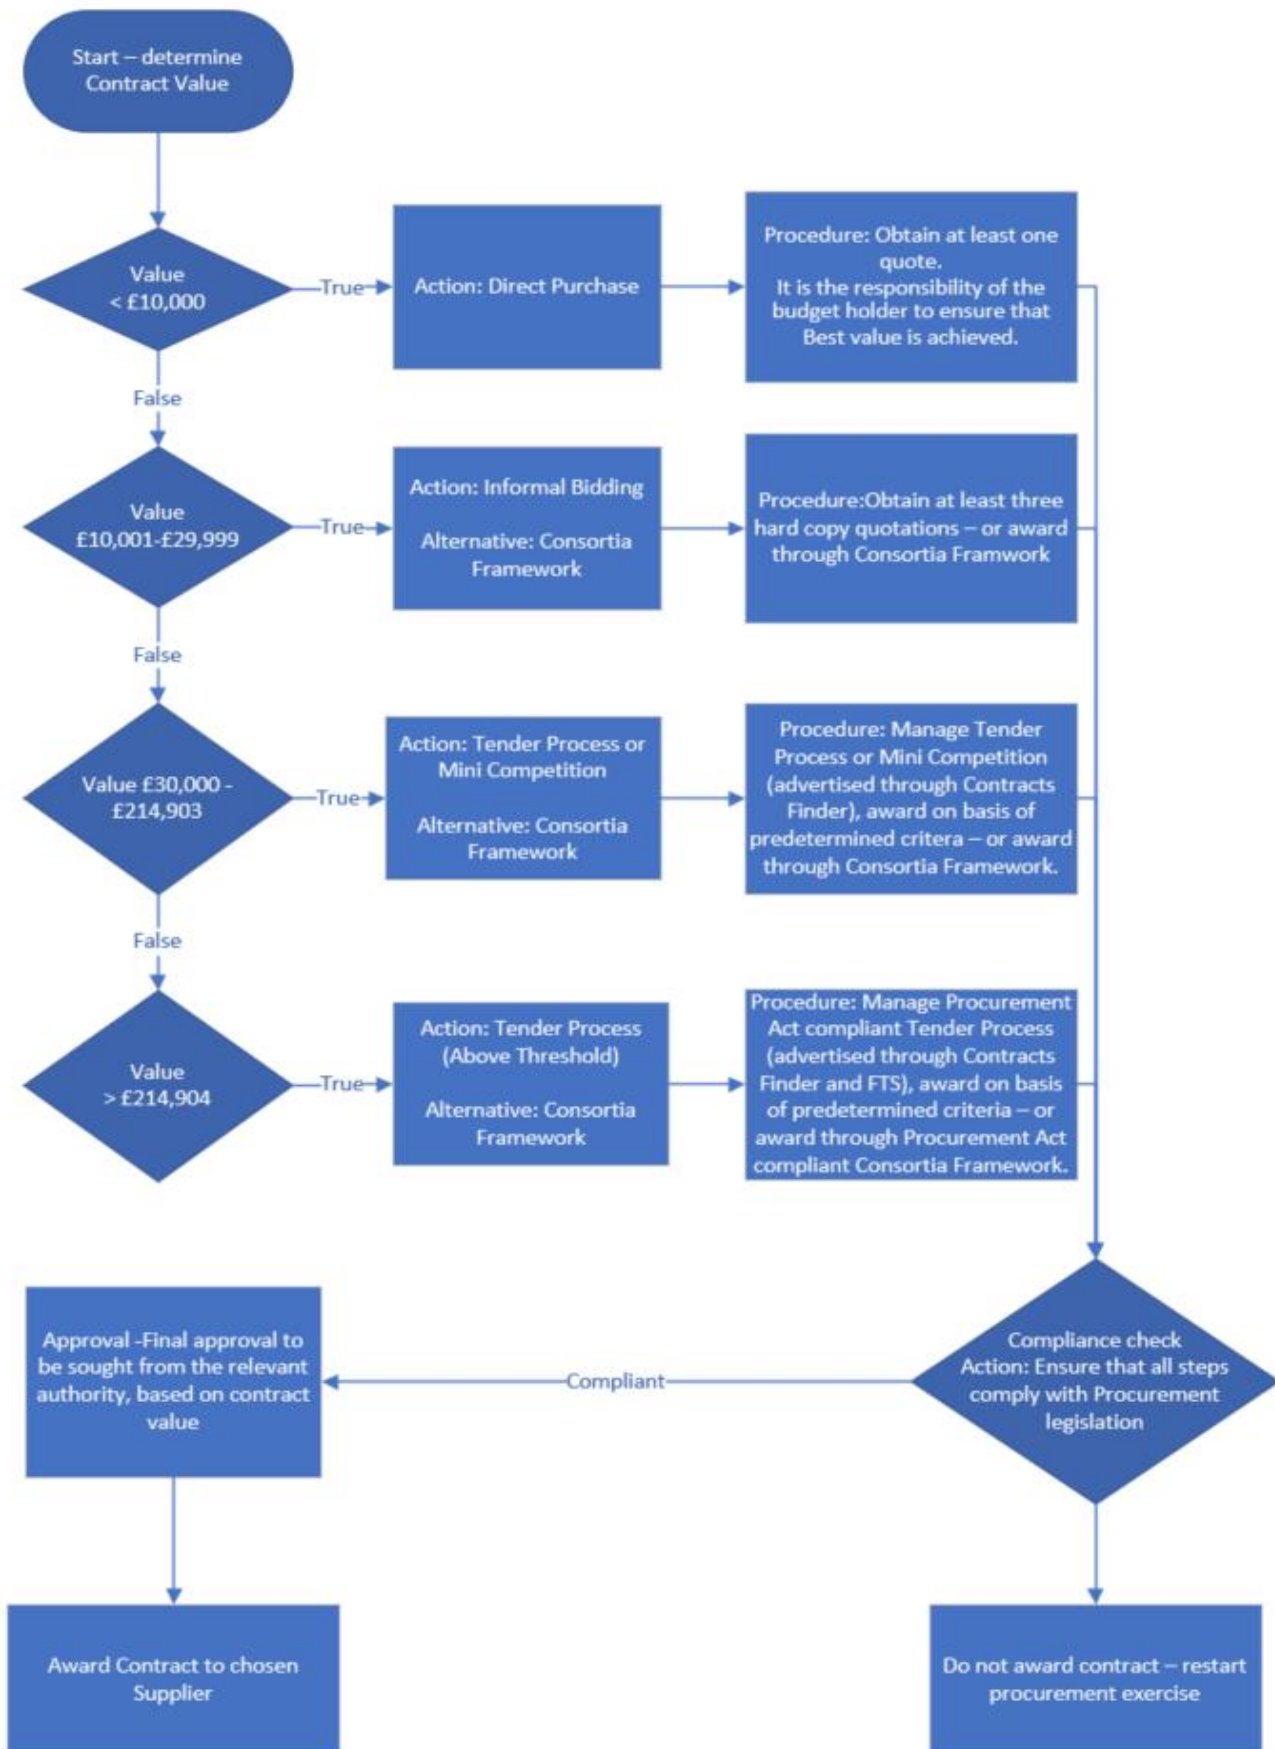 Start – determine
Contract Value
Value
< £10,000
True
Action: Direct Purchase
Procedure: Obtain at least one
quote.
It is the responsibility of the
budget holder to ensure that
Best value is achieved.
False
Value
£10,001-£29,999
True
Action: Informal Bidding
Alternative: Consortia
Framework
Procedure:Obtain at least three
hard copy quotations – or award
through Consortia Framwork
False
Value £30,000 -
£214,903
True
Action: Tender Process or
Mini Competition
Alternative: Consortia
Framework
Procedure: Manage Tender
Process or Mini Competition
(advertised through Contracts
Finder), award on basis of
predetermined critera – or award
through Consortia Framework.
False
Value
> £214,904
True
Action: Tender Process
(Above Threshold)
Alternative: Consortia
Framework
Procedure: Manage Procurement
Act compliant Tender Process
(advertised through Contracts
Finder and FTS), award on basis
of predetermined criteria – or
award through Procurement Act
compliant Consortia Framework.
Compliance check
Action: Ensure that all steps
comply with Procurement
legislation
Compliant
Approval -Final approval to
be sought from the relevant
authority, based on contract
value
Award Contract to chosen
Supplier
Do not award contract – restart
procurement exercise